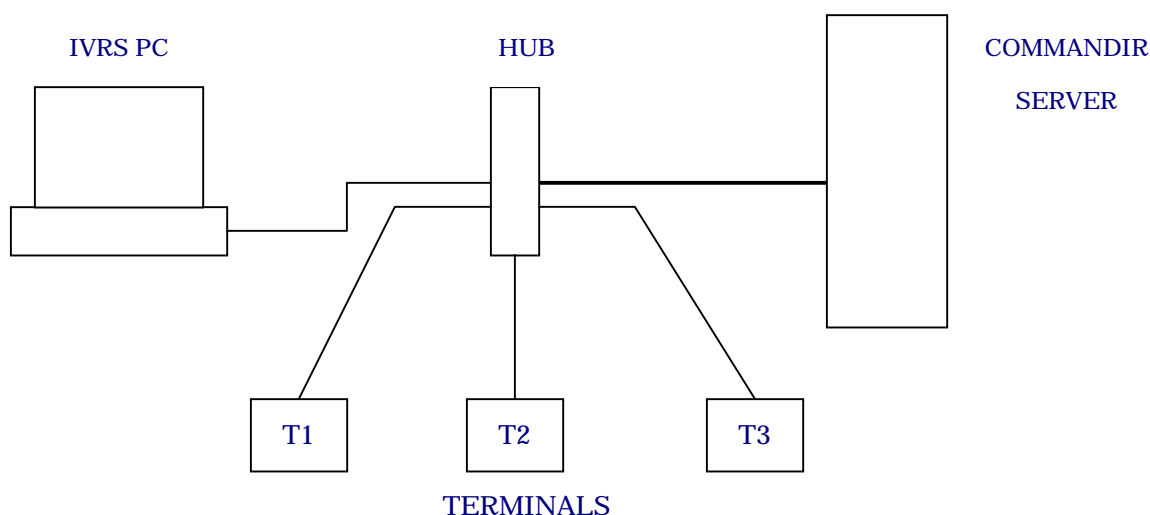 IVRS PC
HUB
COMMANDIR
SERVER
T1
T2
T3
TERMINALS